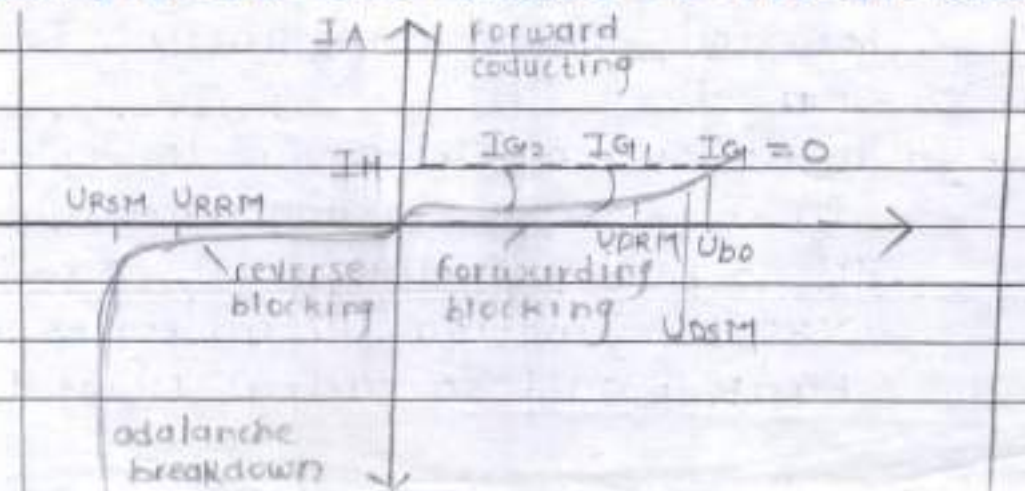 IA
Forward
coducting
IH
IG2 IG1 IG = 0
URSM URRM
UDRM Ubo
reverse
blocking
forwarding
blocking
UDSM
adalanche
breakdown